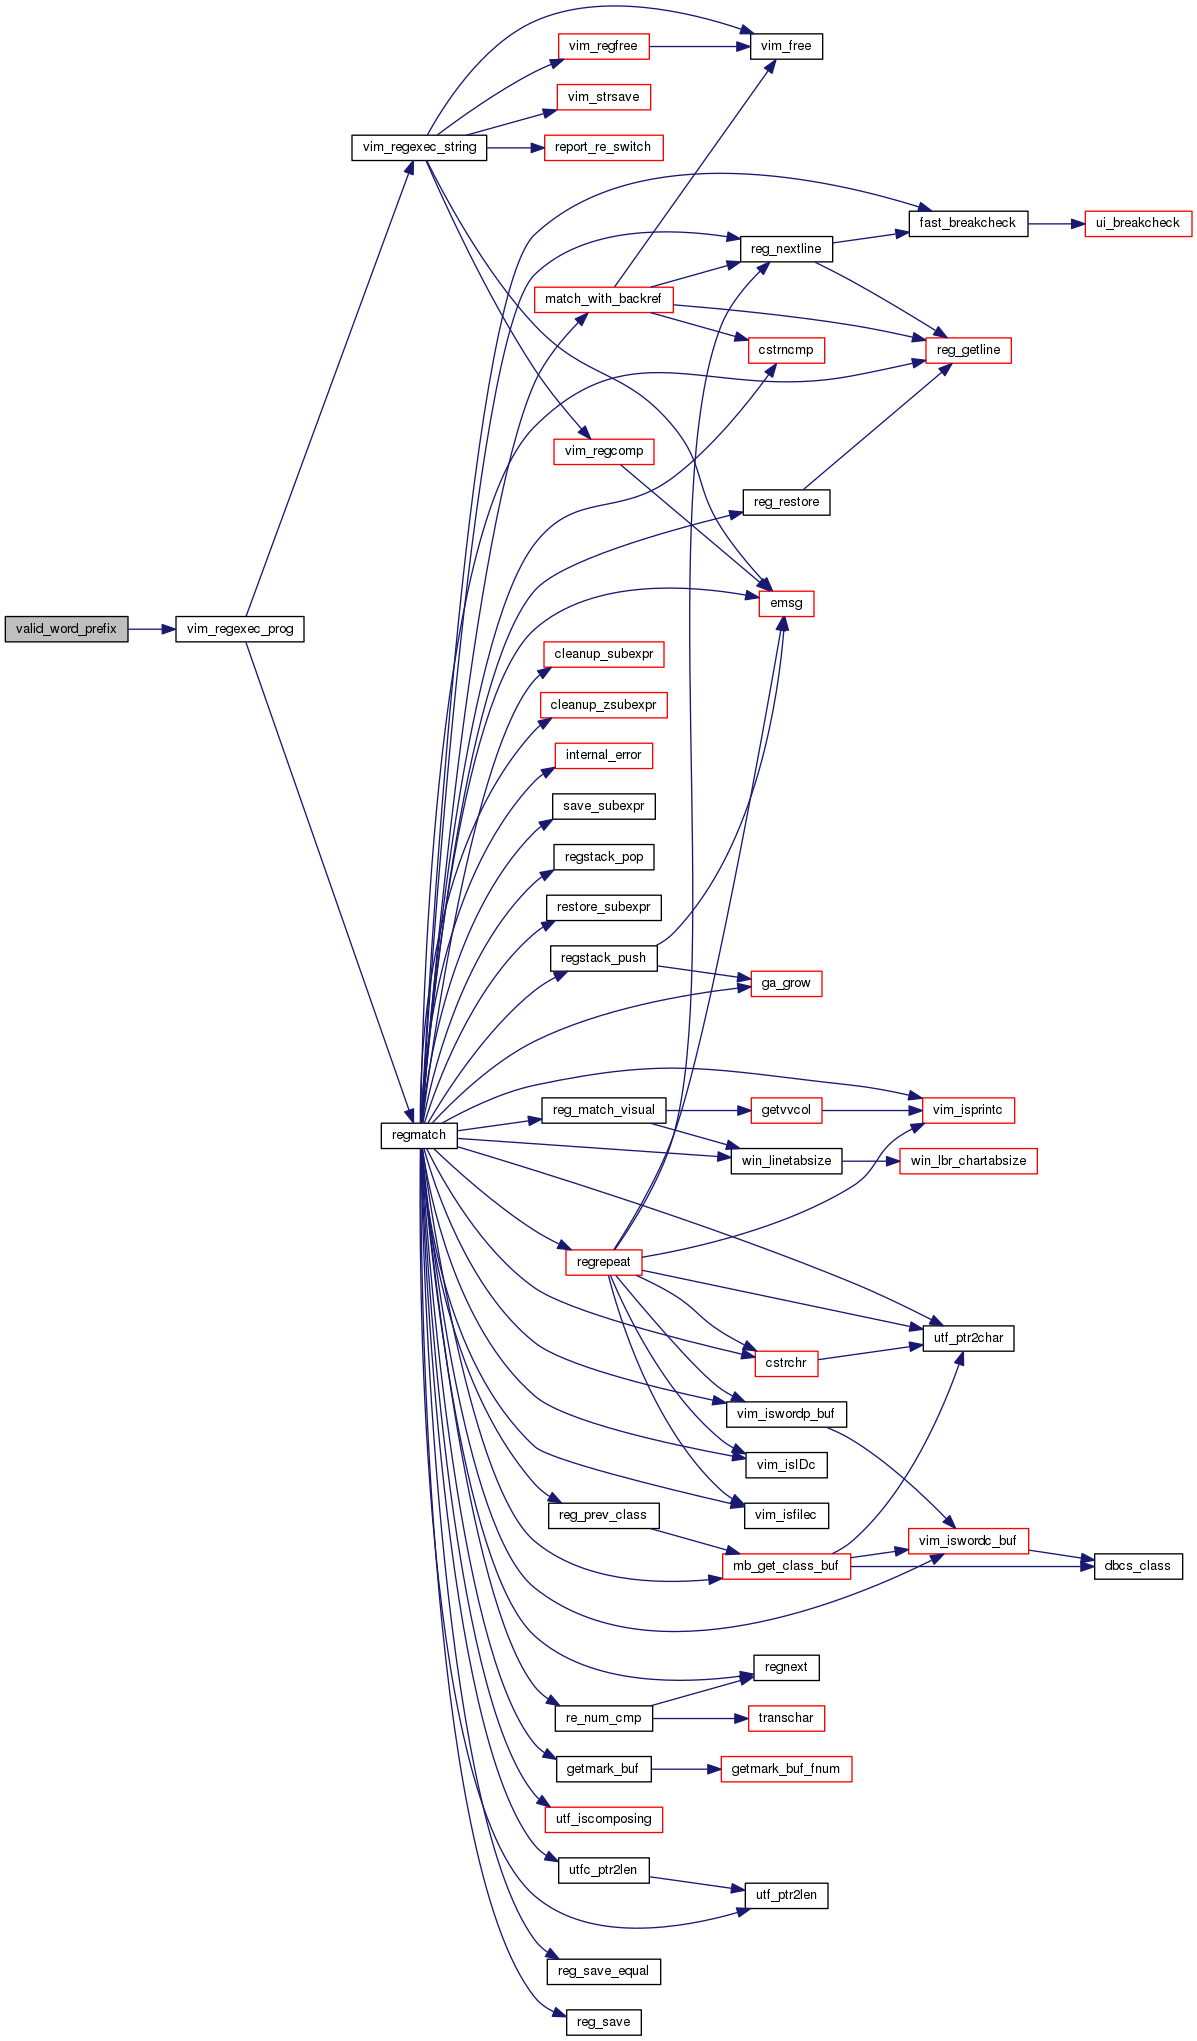 vim_free
vim_regfree
vim_strsave
vim_regexec_string
report_re_switch
fast_breakcheck
ui_breakcheck
reg_nextline
match_with_backref
cstrncmp
reg_getline
vim_regcomp
reg_restore
emsg
valid_word_prefix
vim_regexec_prog
cleanup_subexpr
cleanup_zsubexpr
internal_error
save_subexpr
regstack_pop
restore_subexpr
regstack_push
ga_grow
reg_match_visual
getvvcol
vim_isprintc
regmatch
win_linetabsize
win_lbr_chartabsize
regrepeat
utf_ptr2char
cstrchr
vim_iswordp_buf
vim_isIDc
reg_prev_class
vim_isfilec
vim_iswordc_buf
mb_get_class_buf
dbcs_class
regnext
re_num_cmp
transchar
getmark_buf
getmark_buf_fnum
utf_iscomposing
utfc_ptr2len
utf_ptr2len
reg_save_equal
reg_save